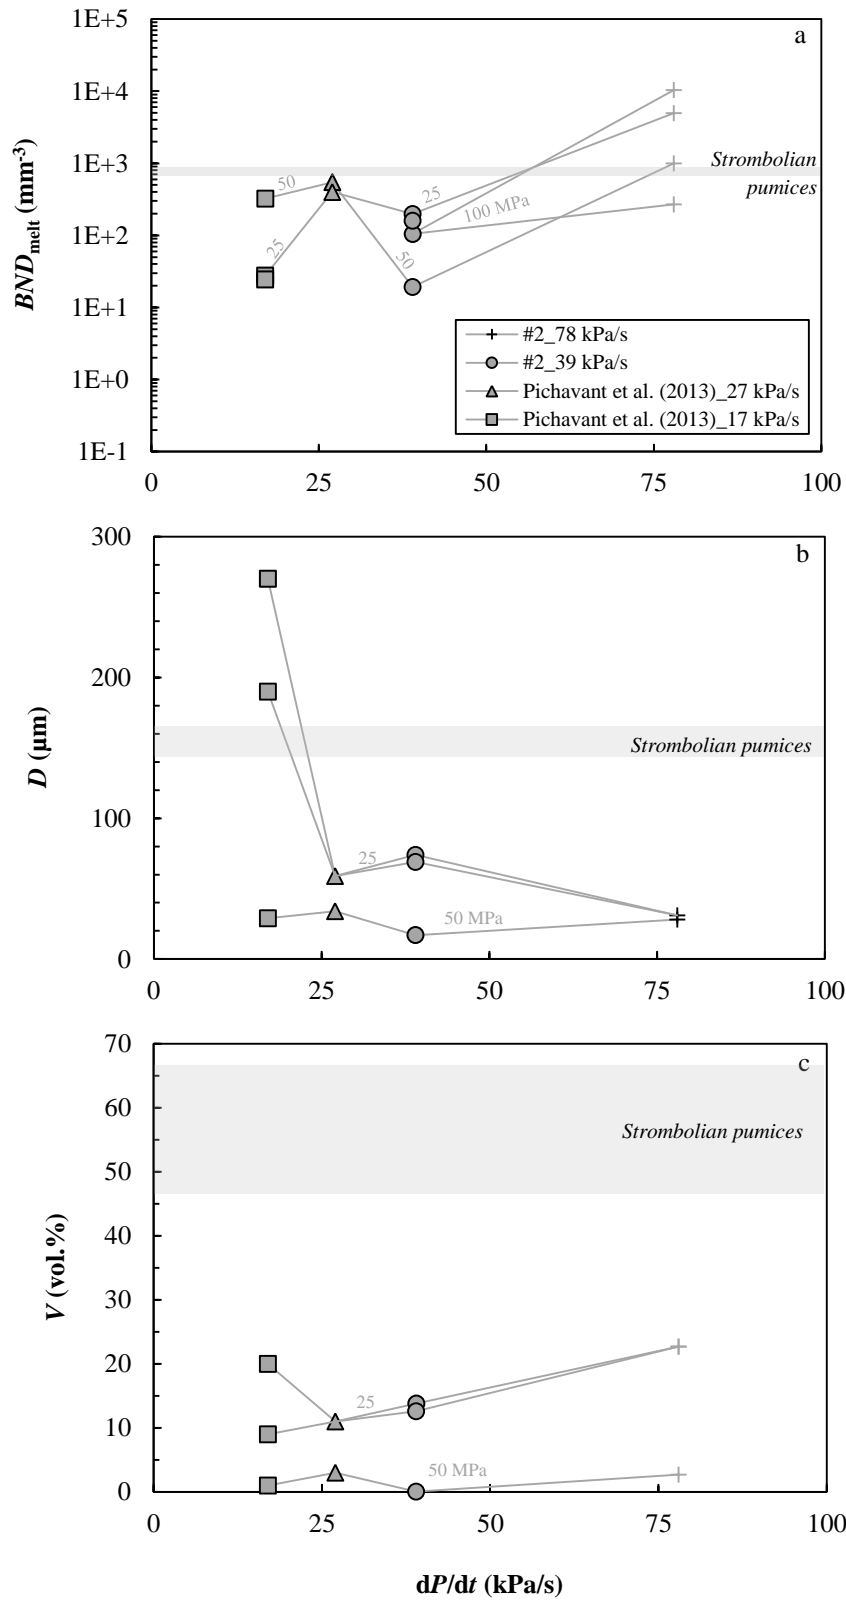 a
1E+5
1E+4
1E+3
1E+2
1E+1
1E+0
1E-1
BNDmelt (mm-3)
Strombolian
pumices
50
25
25
100 MPa
50
#2_78 kPa/s
#2_39 kPa/s
Pichavant et al. (2013)_27 kPa/s
Pichavant et al. (2013)_17 kPa/s
0 25 50 75 100
b
300
200
100
0
D (µm)
Strombolian pumices
25
50 MPa
0 25 50 75 100
c
70
60
50
40
30
20
10
0
V (vol.%)
Strombolian pumices
25
50 MPa
0 25 50 75 100
dP/dt (kPa/s)